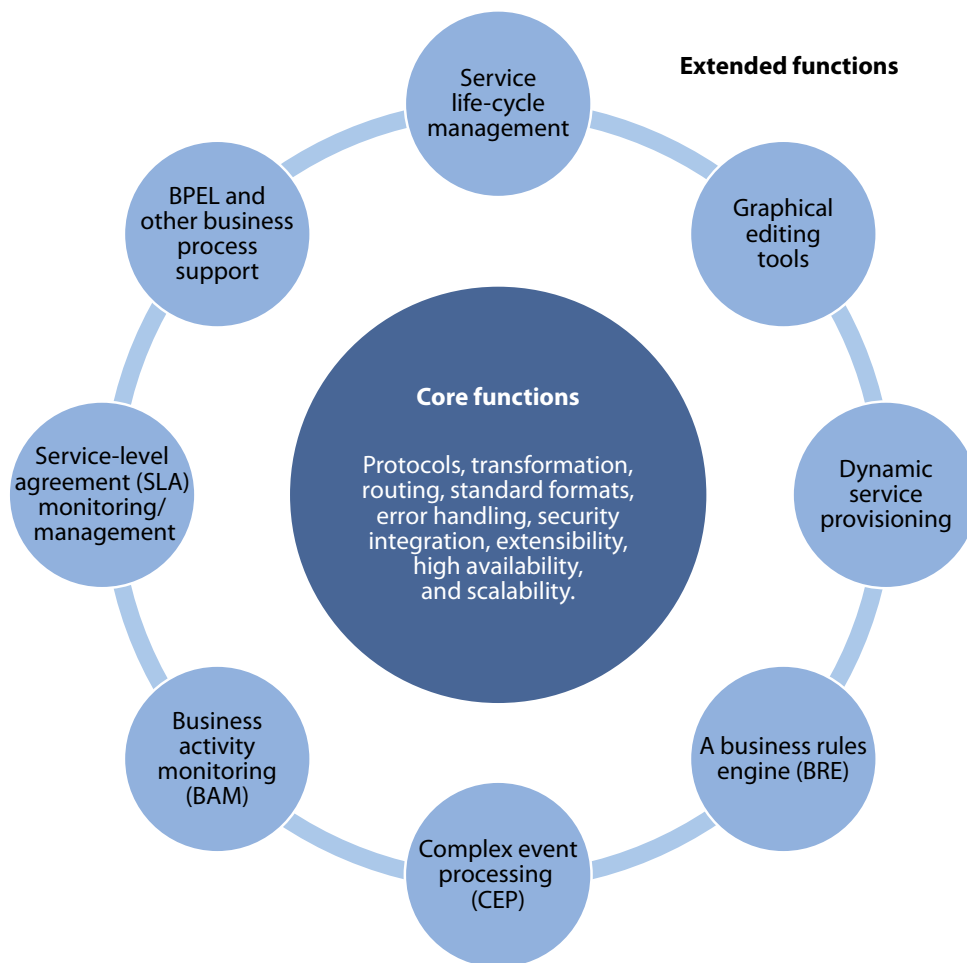 Extended functions
Service
life-cycle
management
Graphical
editing
tools
Dynamic
service
provisioning
A business rules
engine (BRE)
Complex event
processing
(CEP)
Business
activity
monitoring
(BAM)
Service-level
agreement (SLA)
monitoring/
management
BPEL and
other business
process
support
Core functions
Protocols, transformation,
routing, standard formats,
error handling, security
integration, extensibility,
high availability,
and scalability.